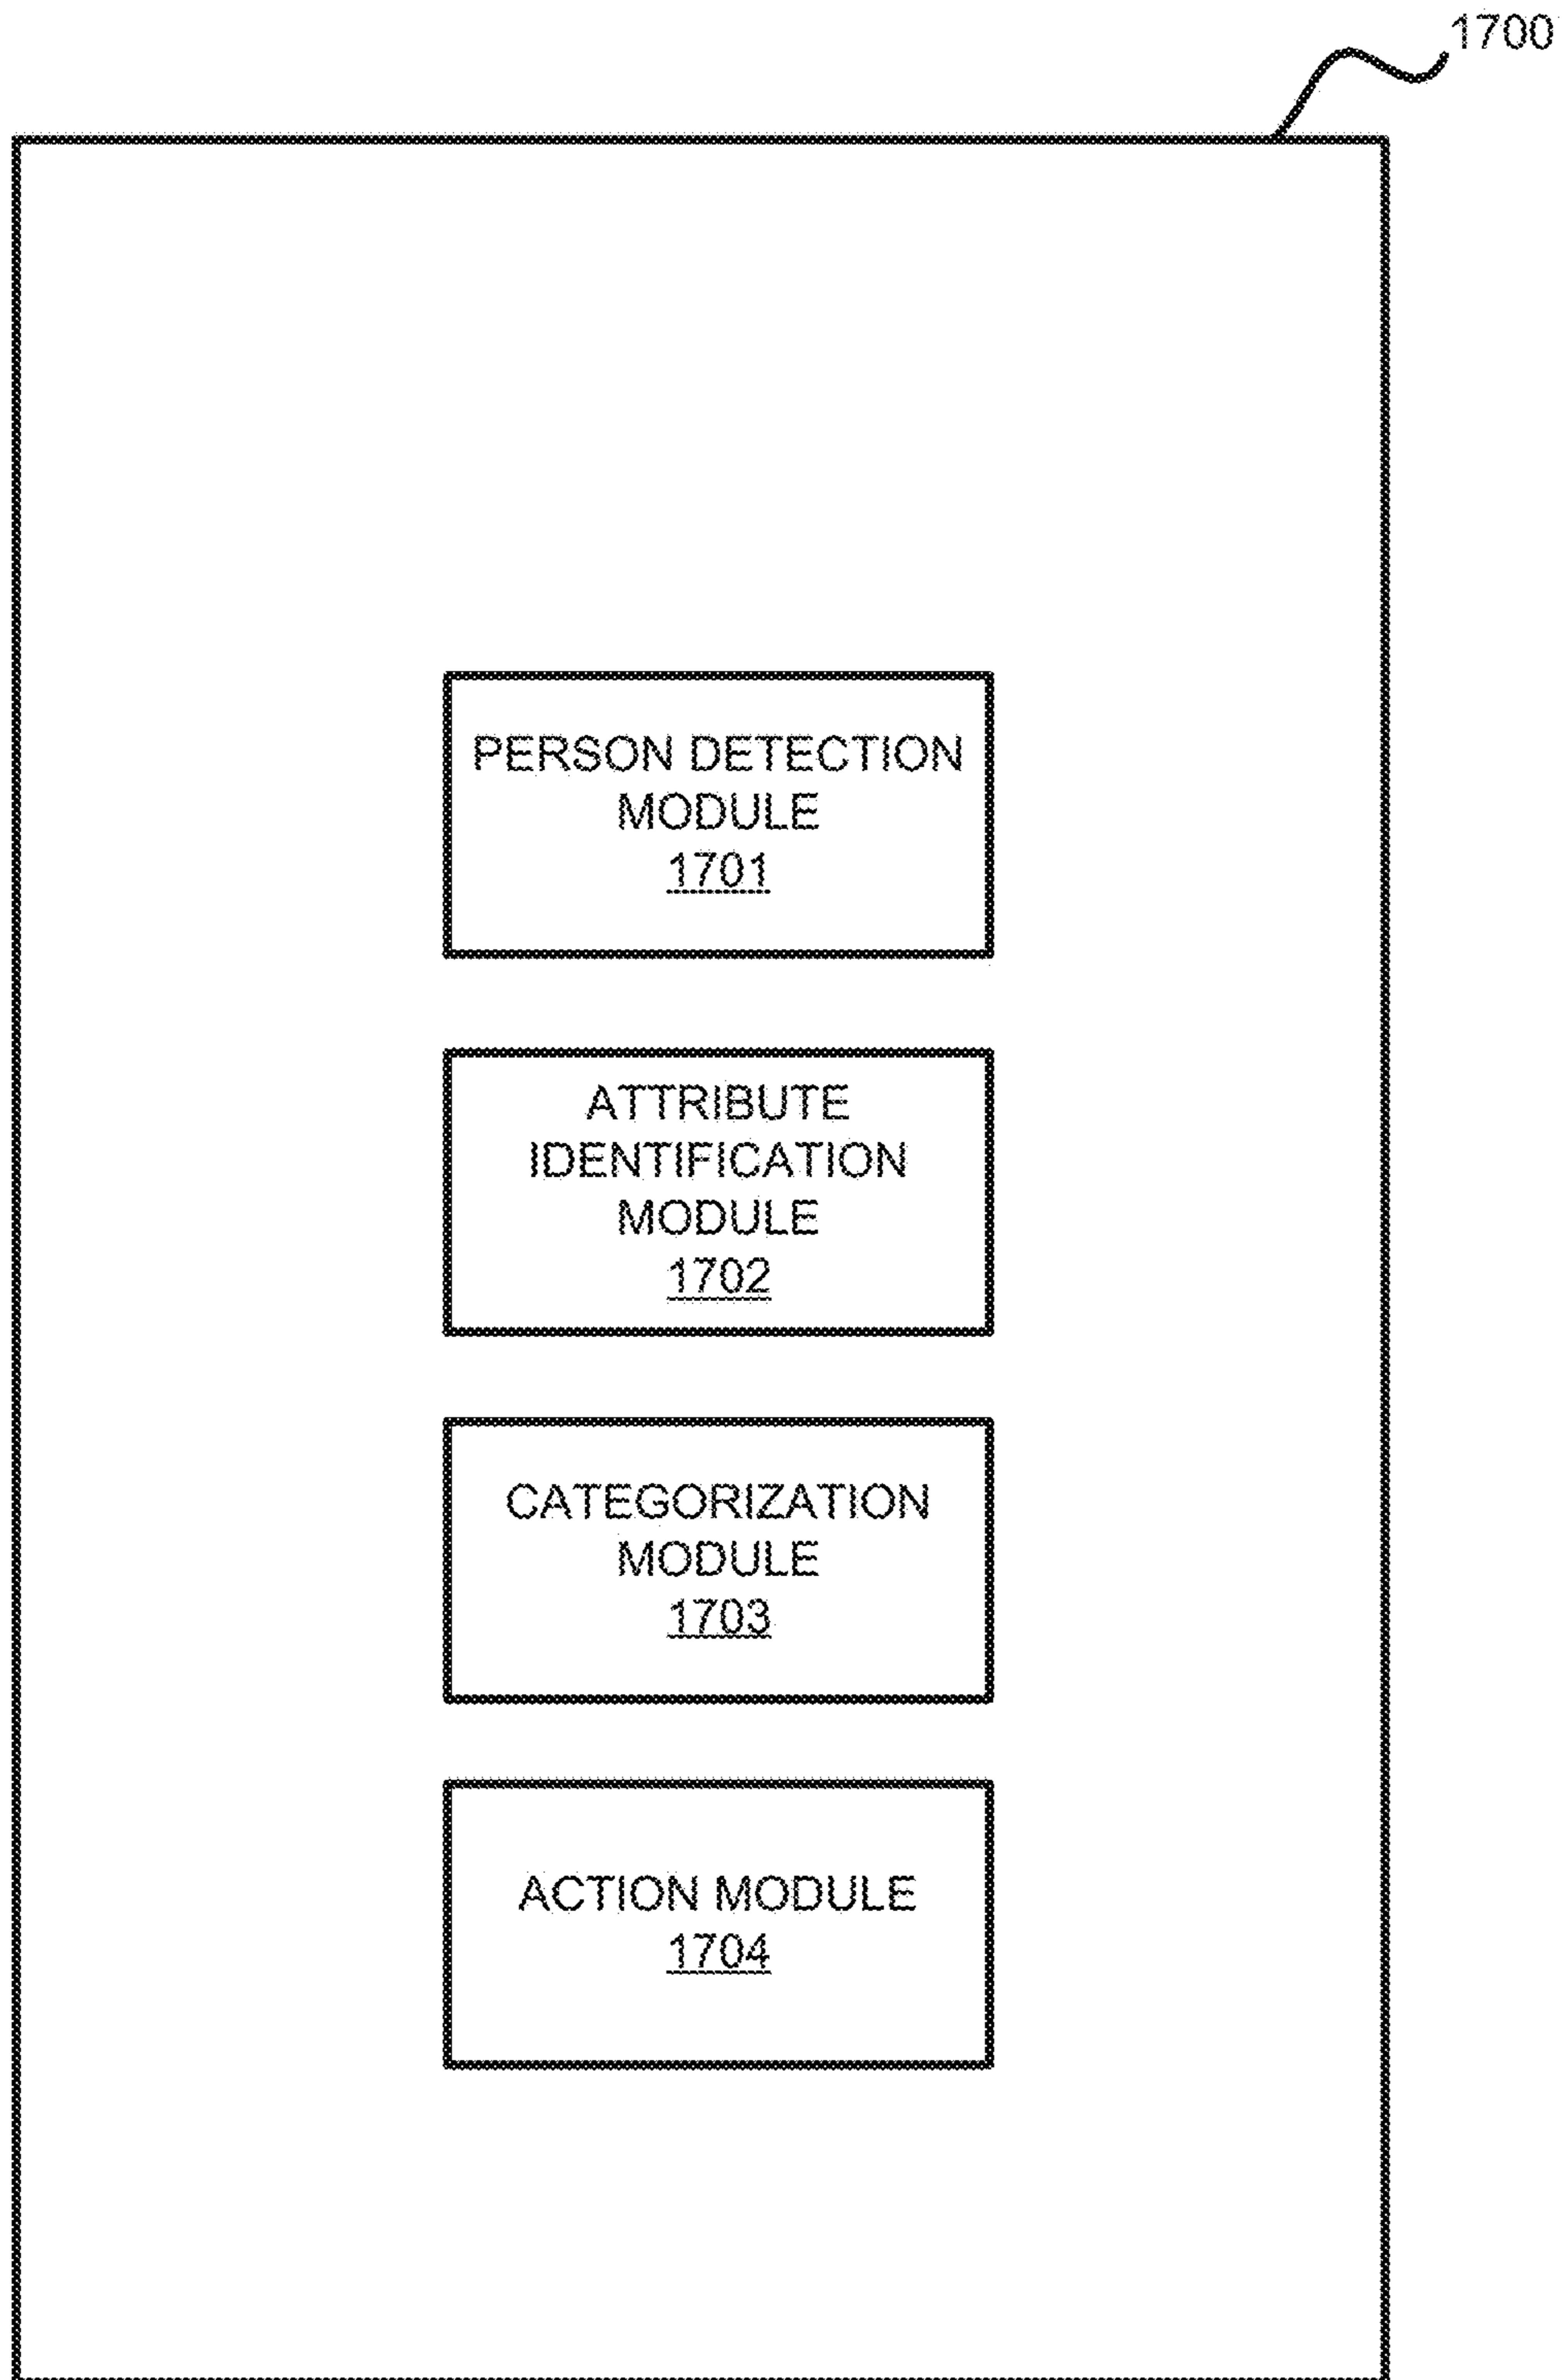 1700
PERSON DETECTION
MODULE
1701
ATTRIBUTE
IDENTIFICATION
MODULE
1702
CATEGORIZATION
MODULE
1703
ACTION MODULE
1704